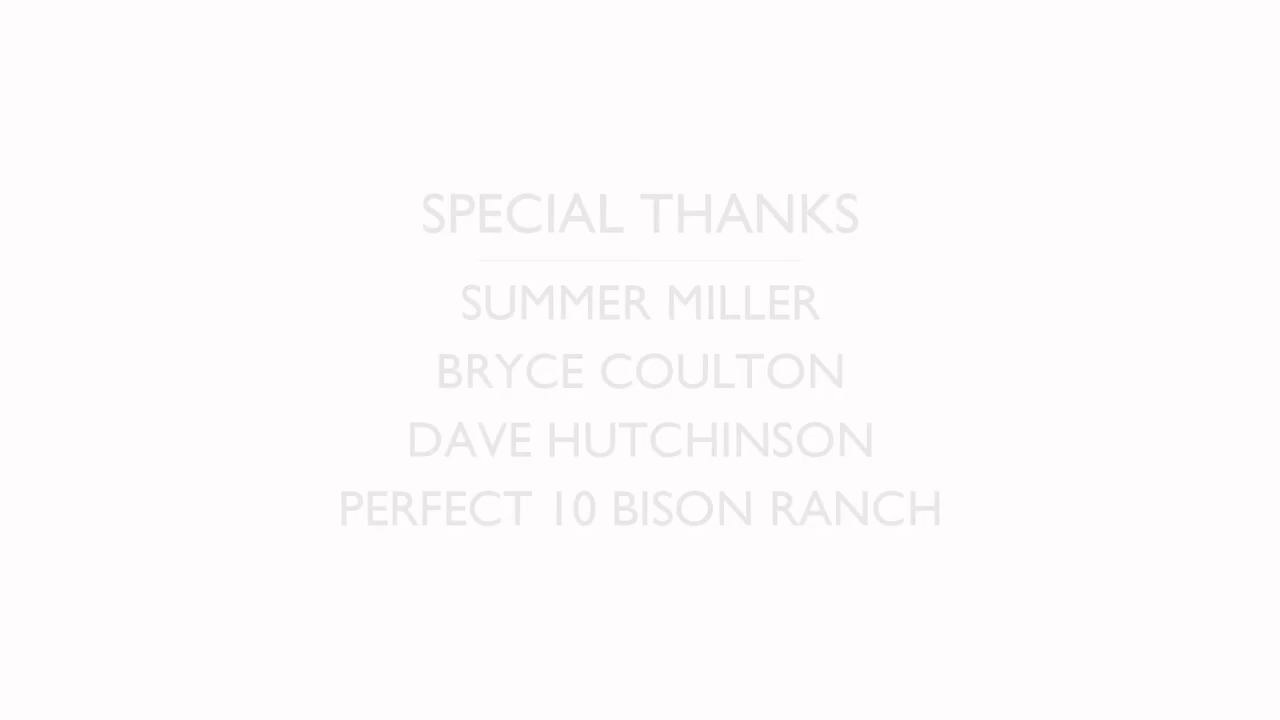 SPECIAL THANKS
SUMMER MILLER
BRYCE COULTON
DAVE HUTCHINSON
PERFECT 10 BISON RANCH